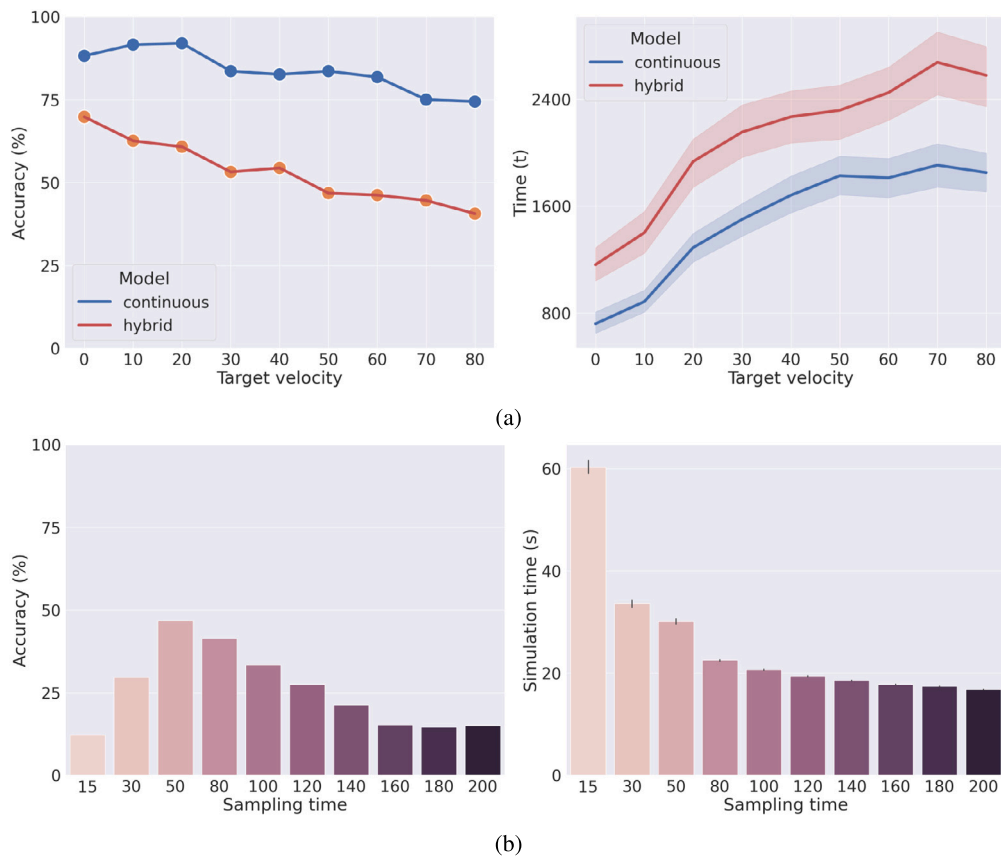 100
75
50
25
0
Accuracy (%)
Model
continuous
hybrid
0 10 20 30 40 50 60 70 80
Target velocity
Model
continuous
hybrid
2400
1600
800
Time (t)
0 10 20 30 40 50 60 70 80
Target velocity
(a)
100
75
50
25
0
Accuracy (%)
15 30 50 80 100 120 140 160 180 200
Sampling time
60
40
20
0
Simulation time (s)
15 30 50 80 100 120 140 160 180 200
Sampling time
(b)